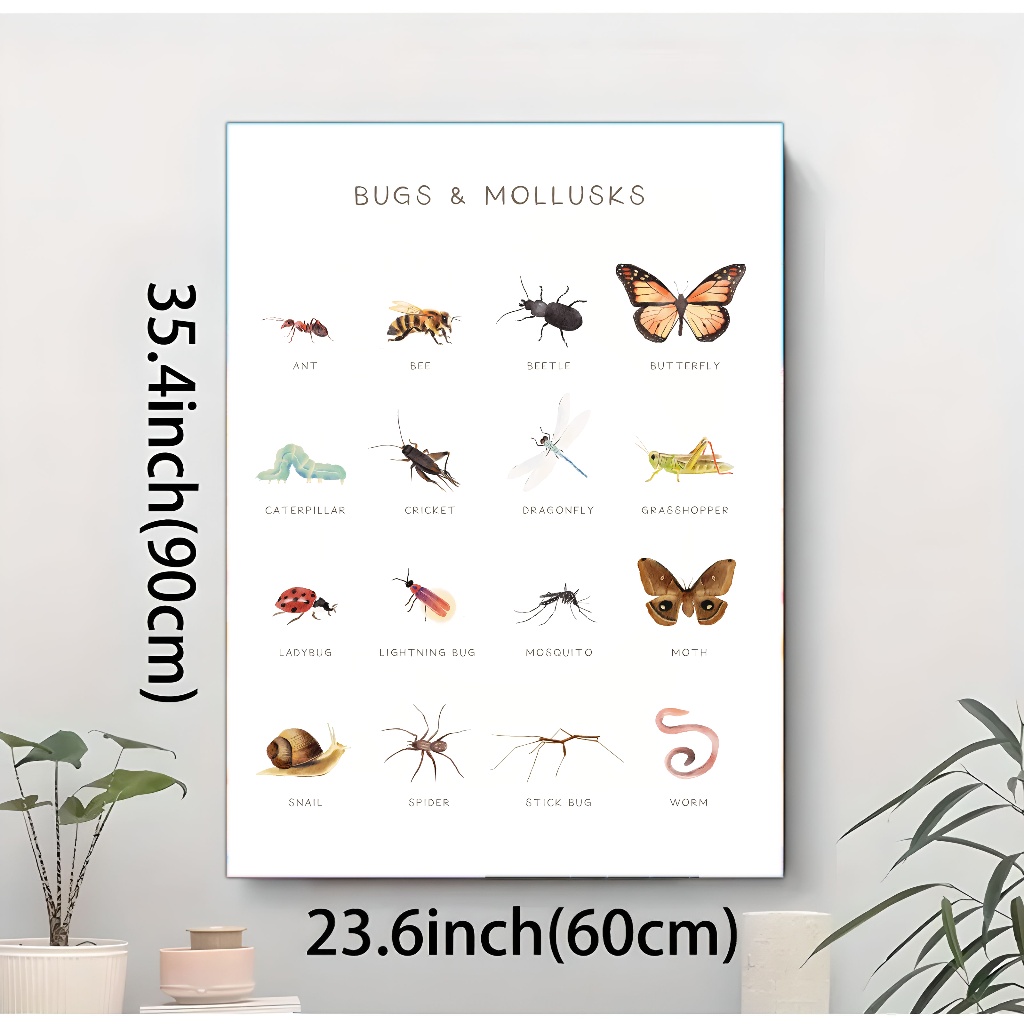 BUGS & MOLLUSKS
ANT BEE BEETLE BUTTERFLY
CATERPILLAR CRICKET DRAGONFLY GRASSHOPPER
LADYBUG LIGHTNING BUG MOSQUITO MOTH
SNAIL SPIDER STICK BUG WORM
35.4inch(90cm)
23.6inch(60cm)